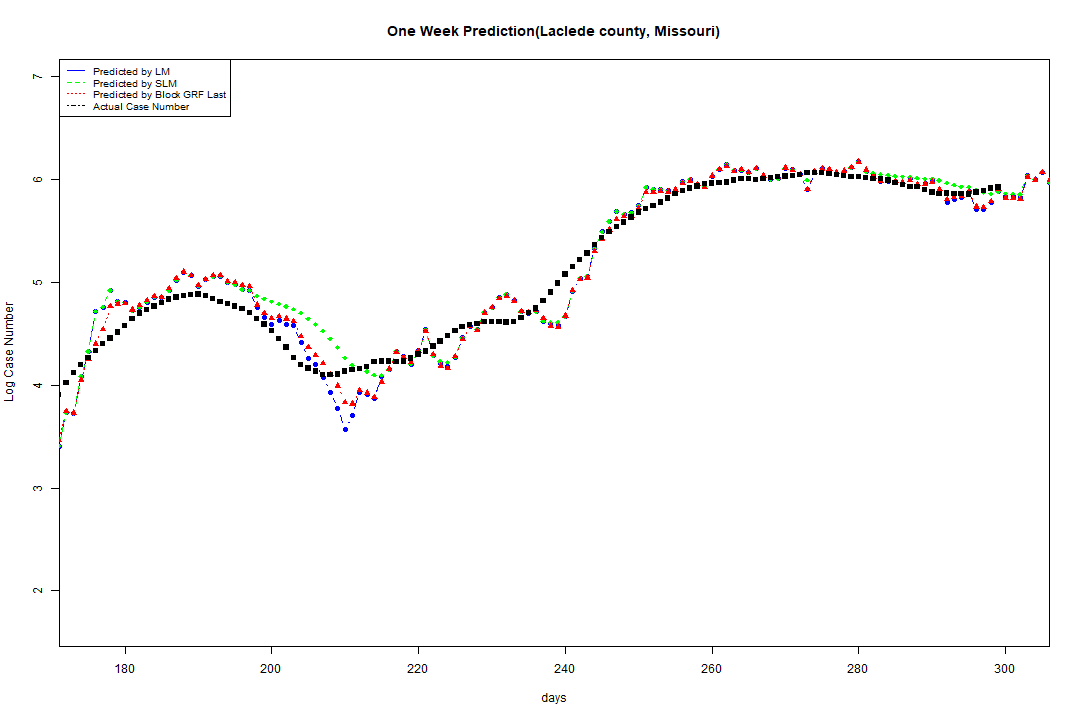 One Week Prediction(Laclede county, Missouri)
Predicted by LM
Predicted by SLM
Predicted by Block GRF Last
Actual Case Number
7
6
5
4
3
2
Log Case Number
180 200 220 240 260 280 300
days